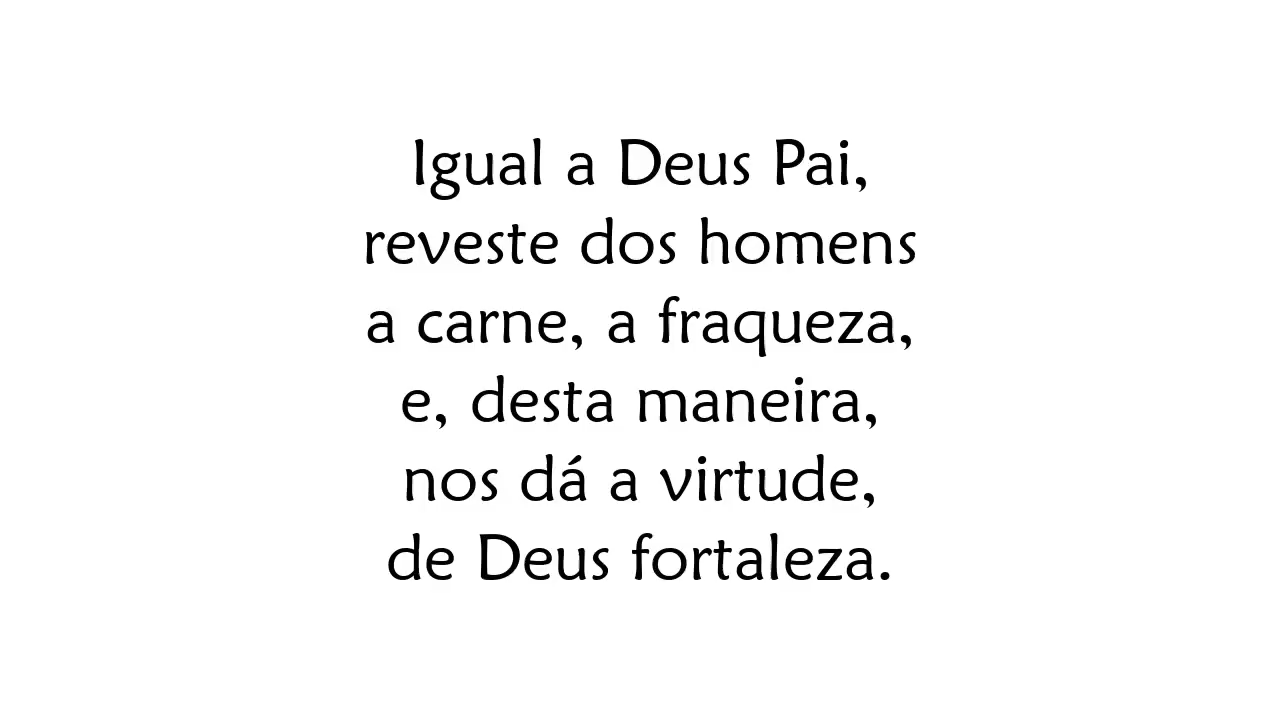 Igual a Deus Pai,
reveste dos homens
a carne, a fraqueza,
e, desta maneira,
nos dá a virtude,
de Deus fortaleza.